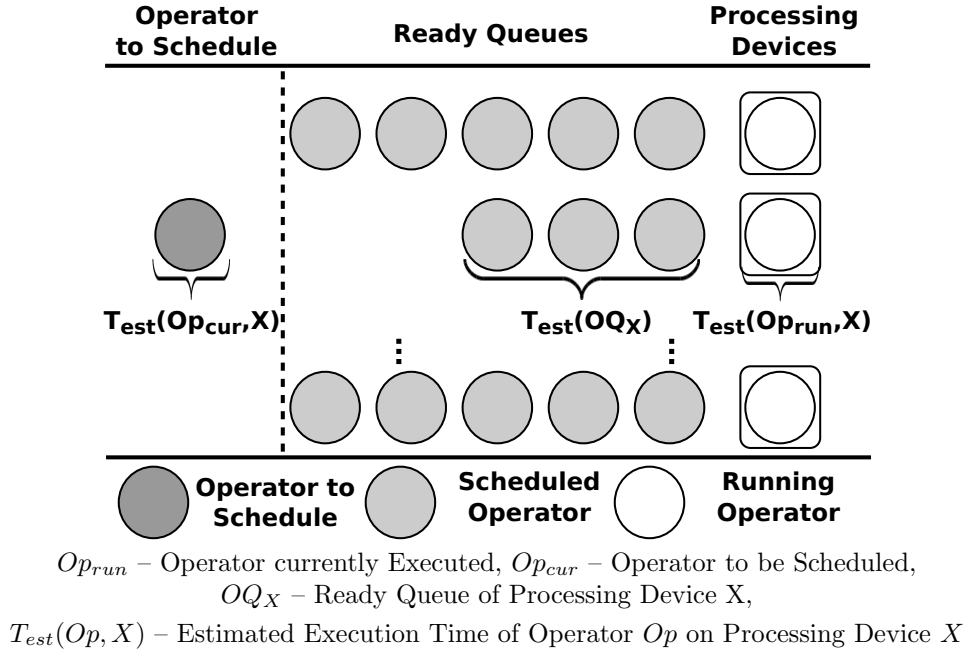 Operator to Schedule
Ready Queues
Processing Devices
T_est(Op_cur,X)
T_est(OQ_X)
T_est(Op_run,X)
Operator to Schedule
Scheduled Operator
Running Operator
Op_run – Operator currently Executed, Op_cur – Operator to be Scheduled,
OQ_X – Ready Queue of Processing Device X,
T_est(Op, X) – Estimated Execution Time of Operator Op on Processing Device X